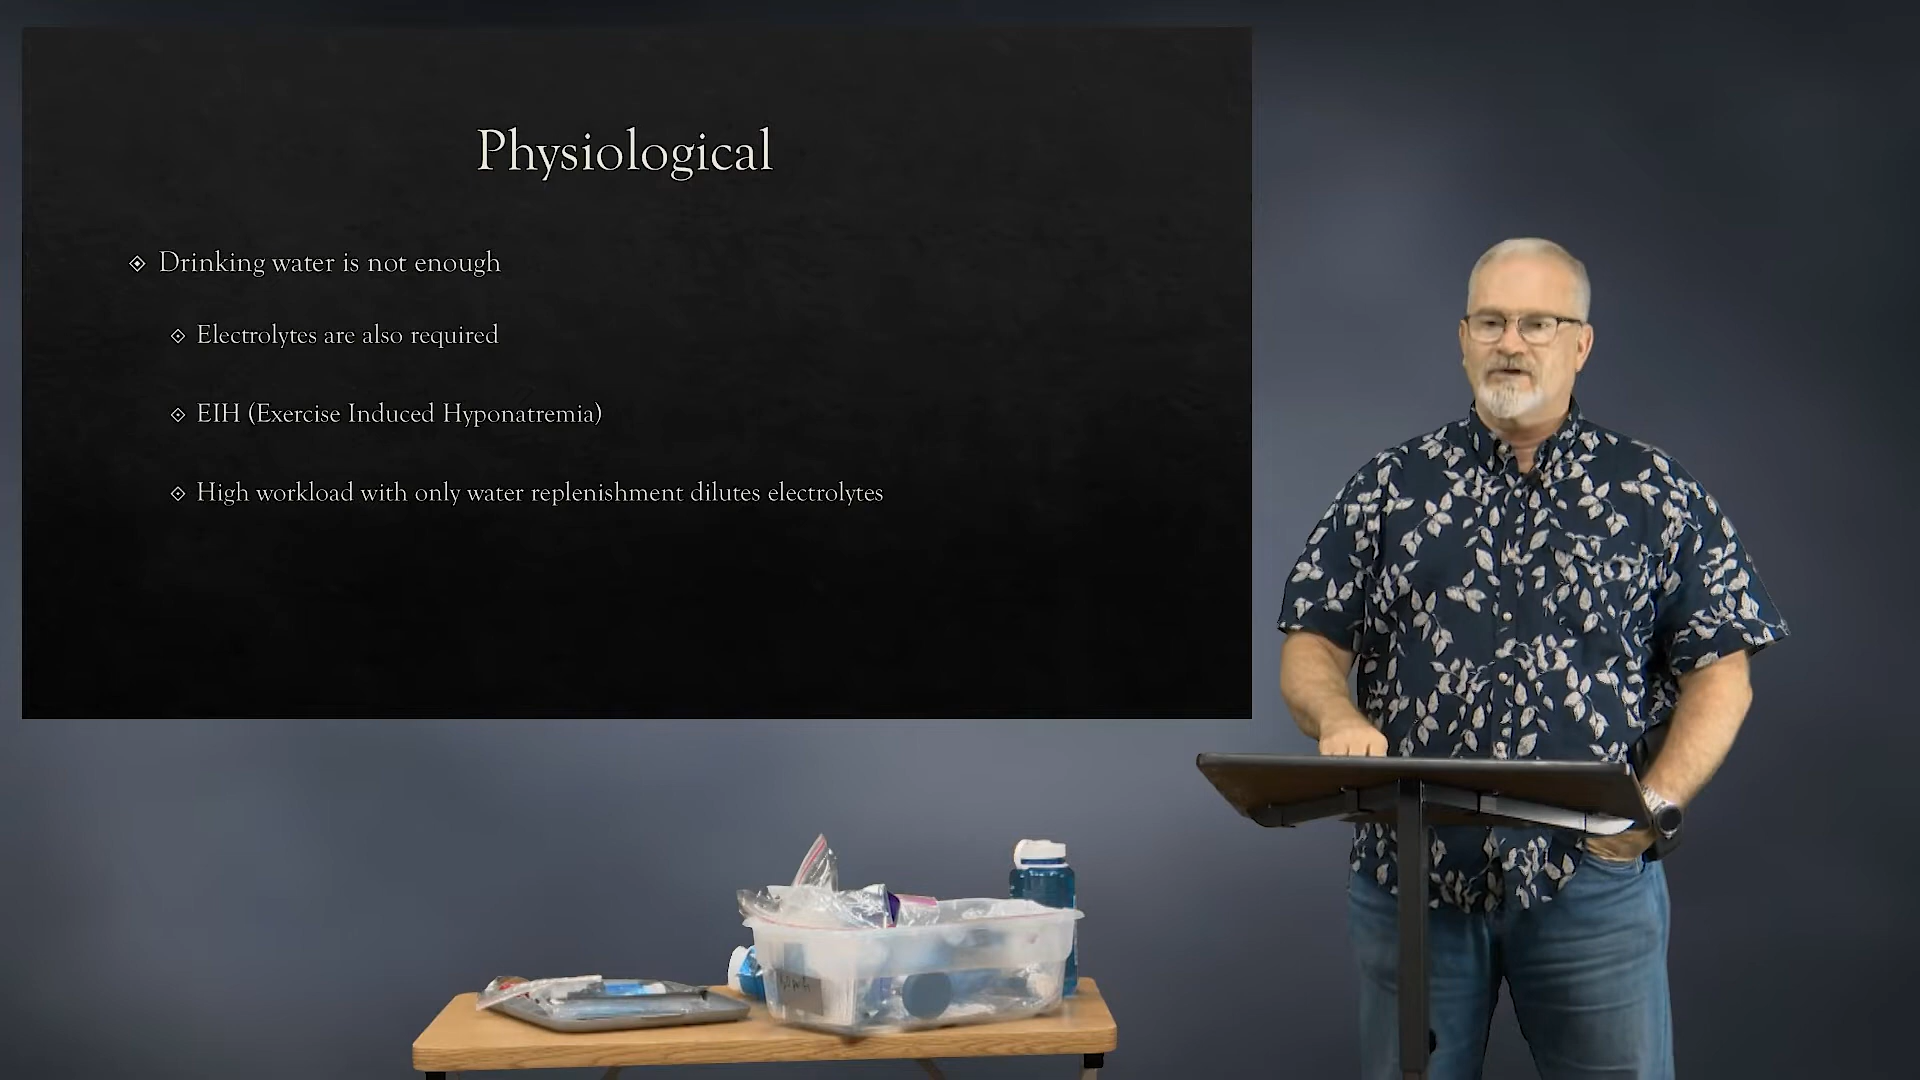 Physiological
Drinking water is not enough
Electrolytes are also required
EIH (Exercise Induced Hyponatremia)
High workload with only water replenishment dilutes electrolytes